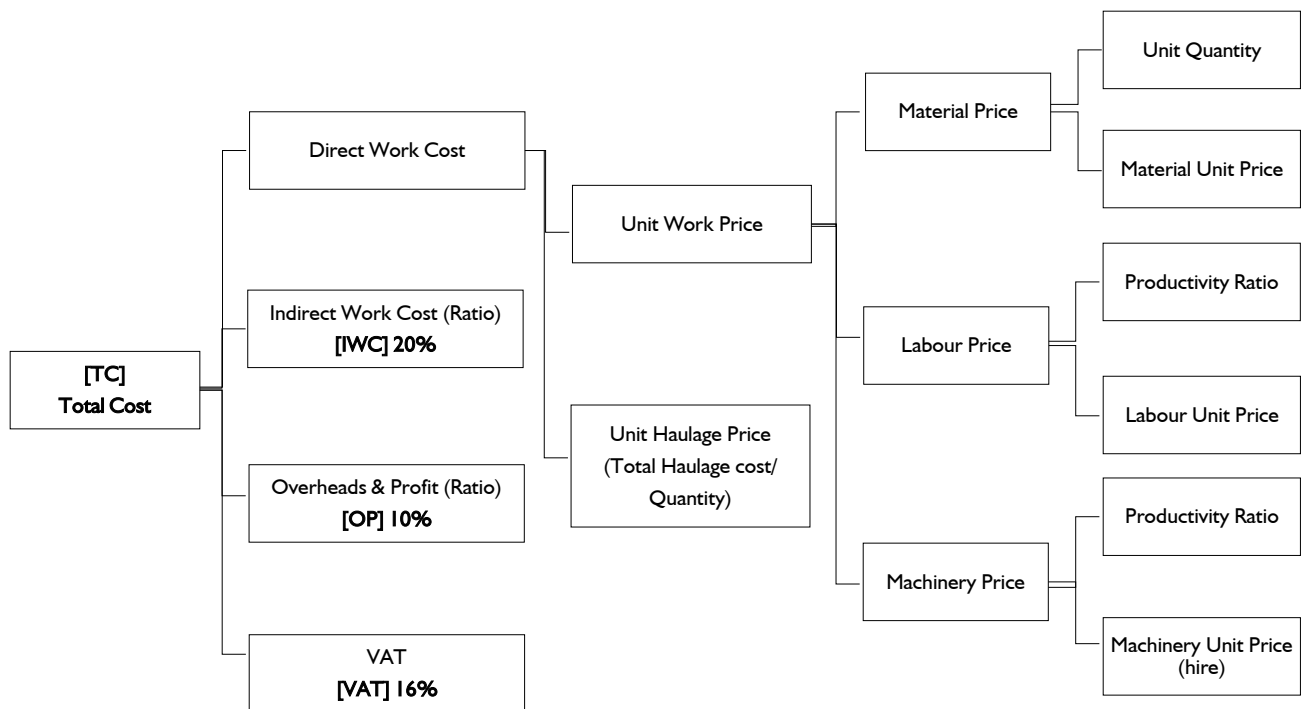 [TC]
Total Cost
Direct Work Cost
Indirect Work Cost (Ratio)
[IWC] 20%
Overheads & Profit (Ratio)
[OP] 10%
VAT
[VAT] 16%
Unit Work Price
Unit Haulage Price
(Total Haulage cost/
Quantity)
Material Price
Labour Price
Machinery Price
Unit Quantity
Material Unit Price
Productivity Ratio
Labour Unit Price
Productivity Ratio
Machinery Unit Price
(hire)